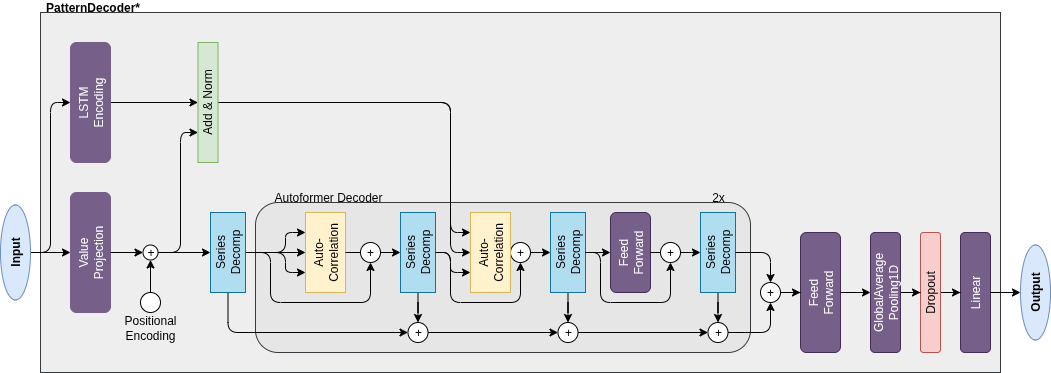 PatternDecoder*
LSTM
Encoding
Add & Norm
Input
Value
Projection
+
Positional
Encoding
Series
Decomp
Autoformer Decoder
2x
Auto-
Correlation
+
Series
Decomp
Auto-
Correlation
+
Series
Decomp
Feed
Forward
+
Series
Decomp
+
+
+
+
Feed
Forward
GlobalAverage
Pooling1D
Dropout
Linear
Output